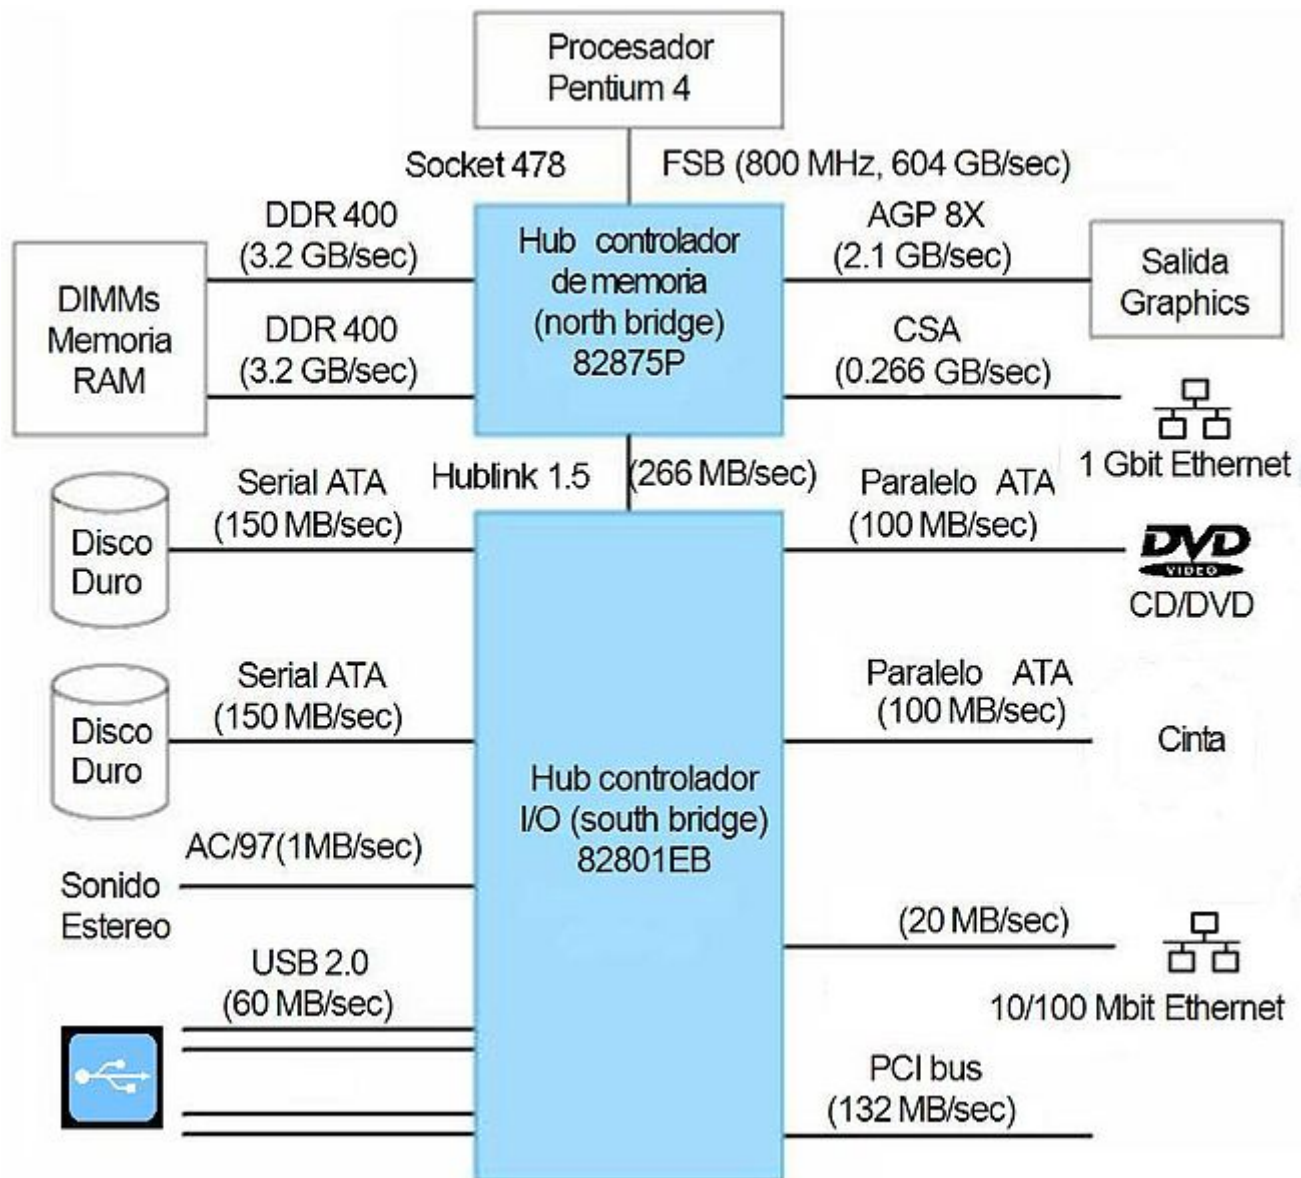 Procesador
Pentium 4
Socket 478
FSB (800 MHz, 604 GB/sec)
DDR 400
(3.2 GB/sec)
Hub controlador
de memoria
(north bridge)
82875P
AGP 8X
(2.1 GB/sec)
Salida
Graphics
DIMMs
Memoria
RAM
DDR 400
(3.2 GB/sec)
CSA
(0.266 GB/sec)
1 Gbit Ethernet
Hublink 1.5
(266 MB/sec)
Serial ATA
(150 MB/sec)
Disco
Duro
Paralelo ATA
(100 MB/sec)
DVD
VIDEO
CD/DVD
Serial ATA
(150 MB/sec)
Disco
Duro
Paralelo ATA
(100 MB/sec)
Cinta
Hub controlador
I/O (south bridge)
82801EB
AC/97(1MB/sec)
Sonido
Estereo
(20 MB/sec)
10/100 Mbit Ethernet
USB 2.0
(60 MB/sec)
PCI bus
(132 MB/sec)